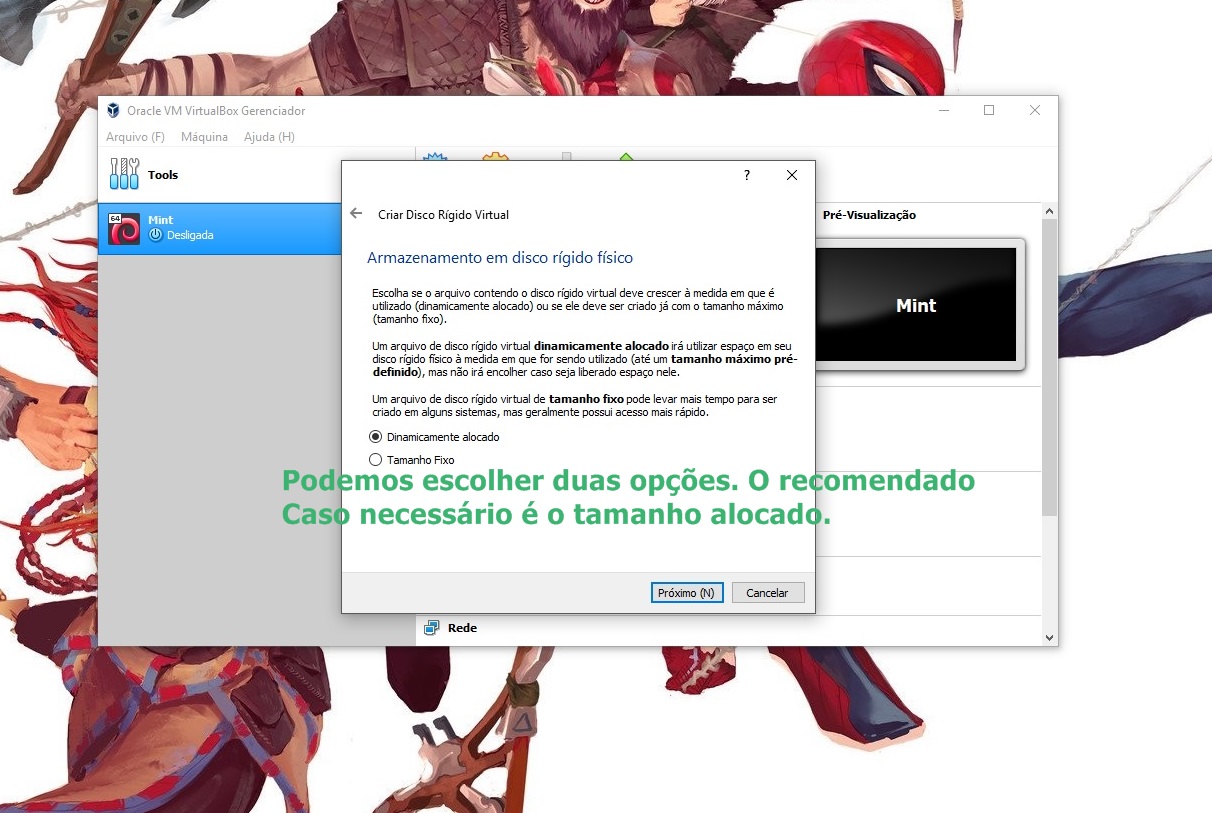 Oracle VM VirtualBox Gerenciador
Arquivo (F) Máquina Ajuda (H)
Tools
64
Mint
Desligada
?
Criar Disco Rígido Virtual
Armazenamento em disco rígido físico
Escolha se o arquivo contendo o disco rígido virtual deve crescer à medida em que é
utilizado (dinamicamente alocado) ou se ele deve ser criado já com o tamanho máximo
(tamanho fixo).
Um arquivo de disco rígido virtual dinamicamente alocado irá utilizar espaço em seu
disco rígido físico à medida em que for sendo utilizado (até um tamanho máximo pré-
definido), mas não irá encolher caso seja liberado espaço nele.
Um arquivo de disco rígido virtual de tamanho fixo pode levar mais tempo para ser
criado em alguns sistemas, mas geralmente possui acesso mais rápido.
Dinamicamente alocado
Tamanho Fixo
Podemos escolher duas opções. O recomendado
Caso necessário é o tamanho alocado.
Próximo (N) Cancelar
Pré-Visualização
Mint
Rede